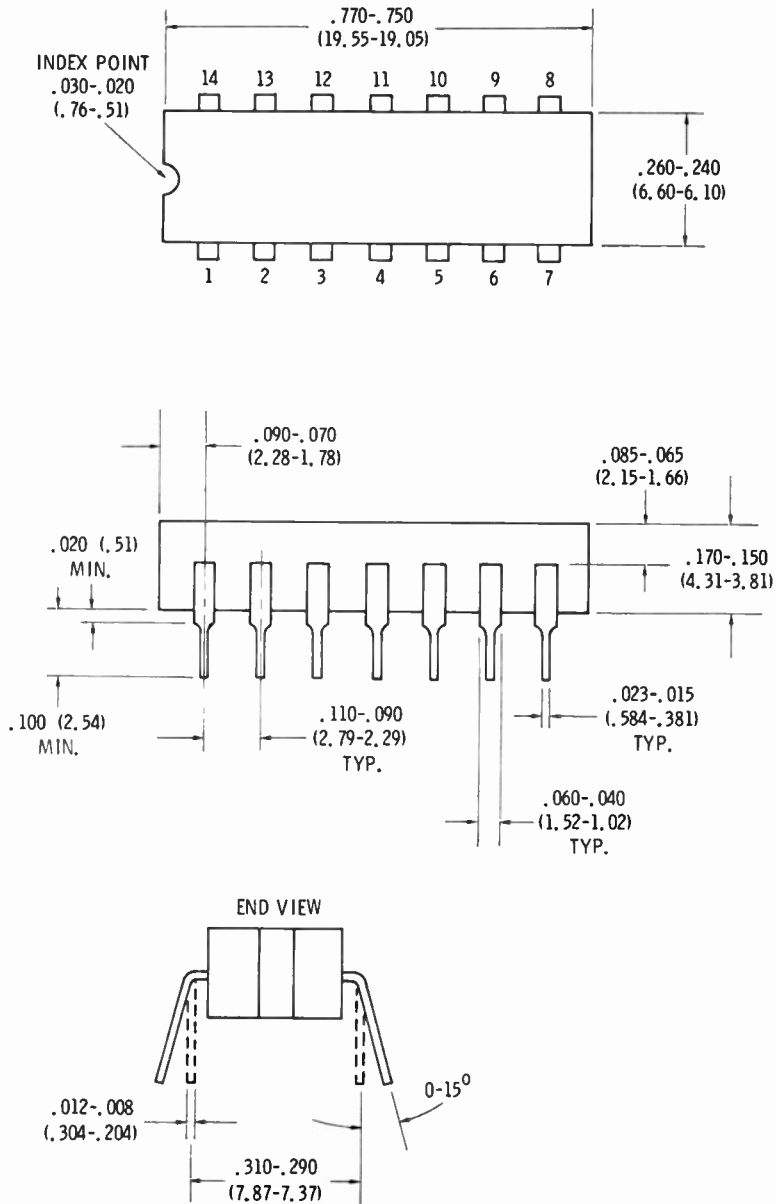 .770-.750
(19.55-19.05)
INDEX POINT
.030-.020
(.76-.51)
14 13 12 11 10 9 8
.260-.240
(6.60-6.10)
1 2 3 4 5 6 7
.090-.070
(2.28-1.78)
.085-.065
(2.15-1.66)
.020 (.51)
MIN.
.170-.150
(4.31-3.81)
.100 (2.54)
MIN.
.110-.090
(2.79-2.29)
TYP.
.023-.015
(.584-.381)
TYP.
.060-.040
(1.52-1.02)
TYP.
END VIEW
0-15°
.012-.008
(.304-.204)
.310-.290
(7.87-7.37)